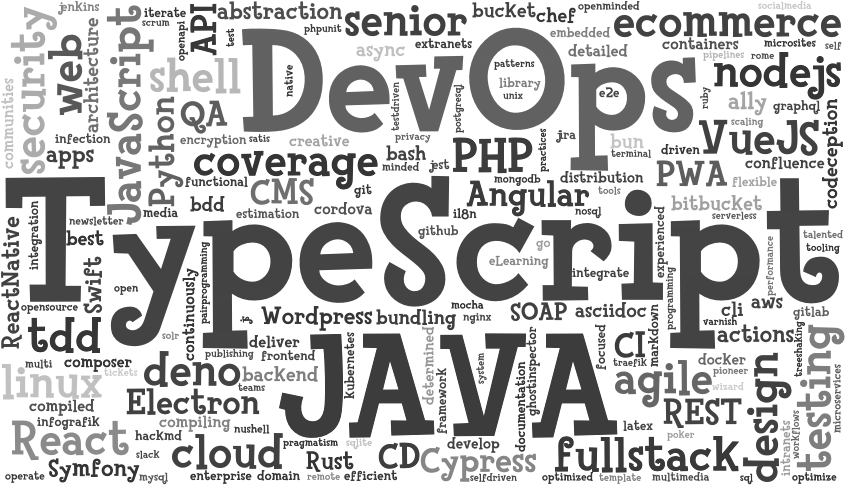 jenkins
iterate
scrum
API
abstraction
phpunit
senior
bucket
chef
openminded
ecommerce
socialmedia
microsites
self
security
web
architecture
JavaScript
openapi
test
DevOps
native
async
extranets
embedded
detailed
containers
pipelines
rome
nodejs
communities
shell
patterns
library
unix
e2e
ruby
ally
graphql
QA
Python
testdriven
postgresql
scaling
VueJS
codeception
infection
encryption
satis
creative
privacy
practices
jira
bun
terminal
driven
apps
coverage
bash
minded
jest
PHP
mongodb
distribution
PWA
confluence
functional
CMS
git
Angular
tools
flexible
bdd
media
estimation
cordova
i18n
nosql
bitbucket
serverless
newsletter
TypeScript
integration
ReactNative
best
github
go
eLearning
integrate
experienced
programming
performance
talented
tooling
Swift
open
pairprogramming
continuously
opensource
mocha
nginx
Wordpress
bundling
SOAP
asciidoc
markdown
cli
aws
varnish
gitlab
tdd
solr
deliver
publishing
frontend
JAVA
kubernetes
determined
framework
system
documentation
ghostinspector
focused
CI
traefik
actions
treeshaking
testing
multi
composer
tickets
deno
backend
teams
docker
pioneer
wizard
agile
design
microservices
linux
compiled
Electron
infografik
compiling
nushell
REST
latex
poker
intranets
workflows
React
hackMd
slack
cloud
pragmatism
sqlite
develop
fullstack
Rust
CD
Cypress
operate
Symfony
mysql
enterprise
domain
remote
efficient
selfdriven
optimized
template
multimedia
sql
optimize